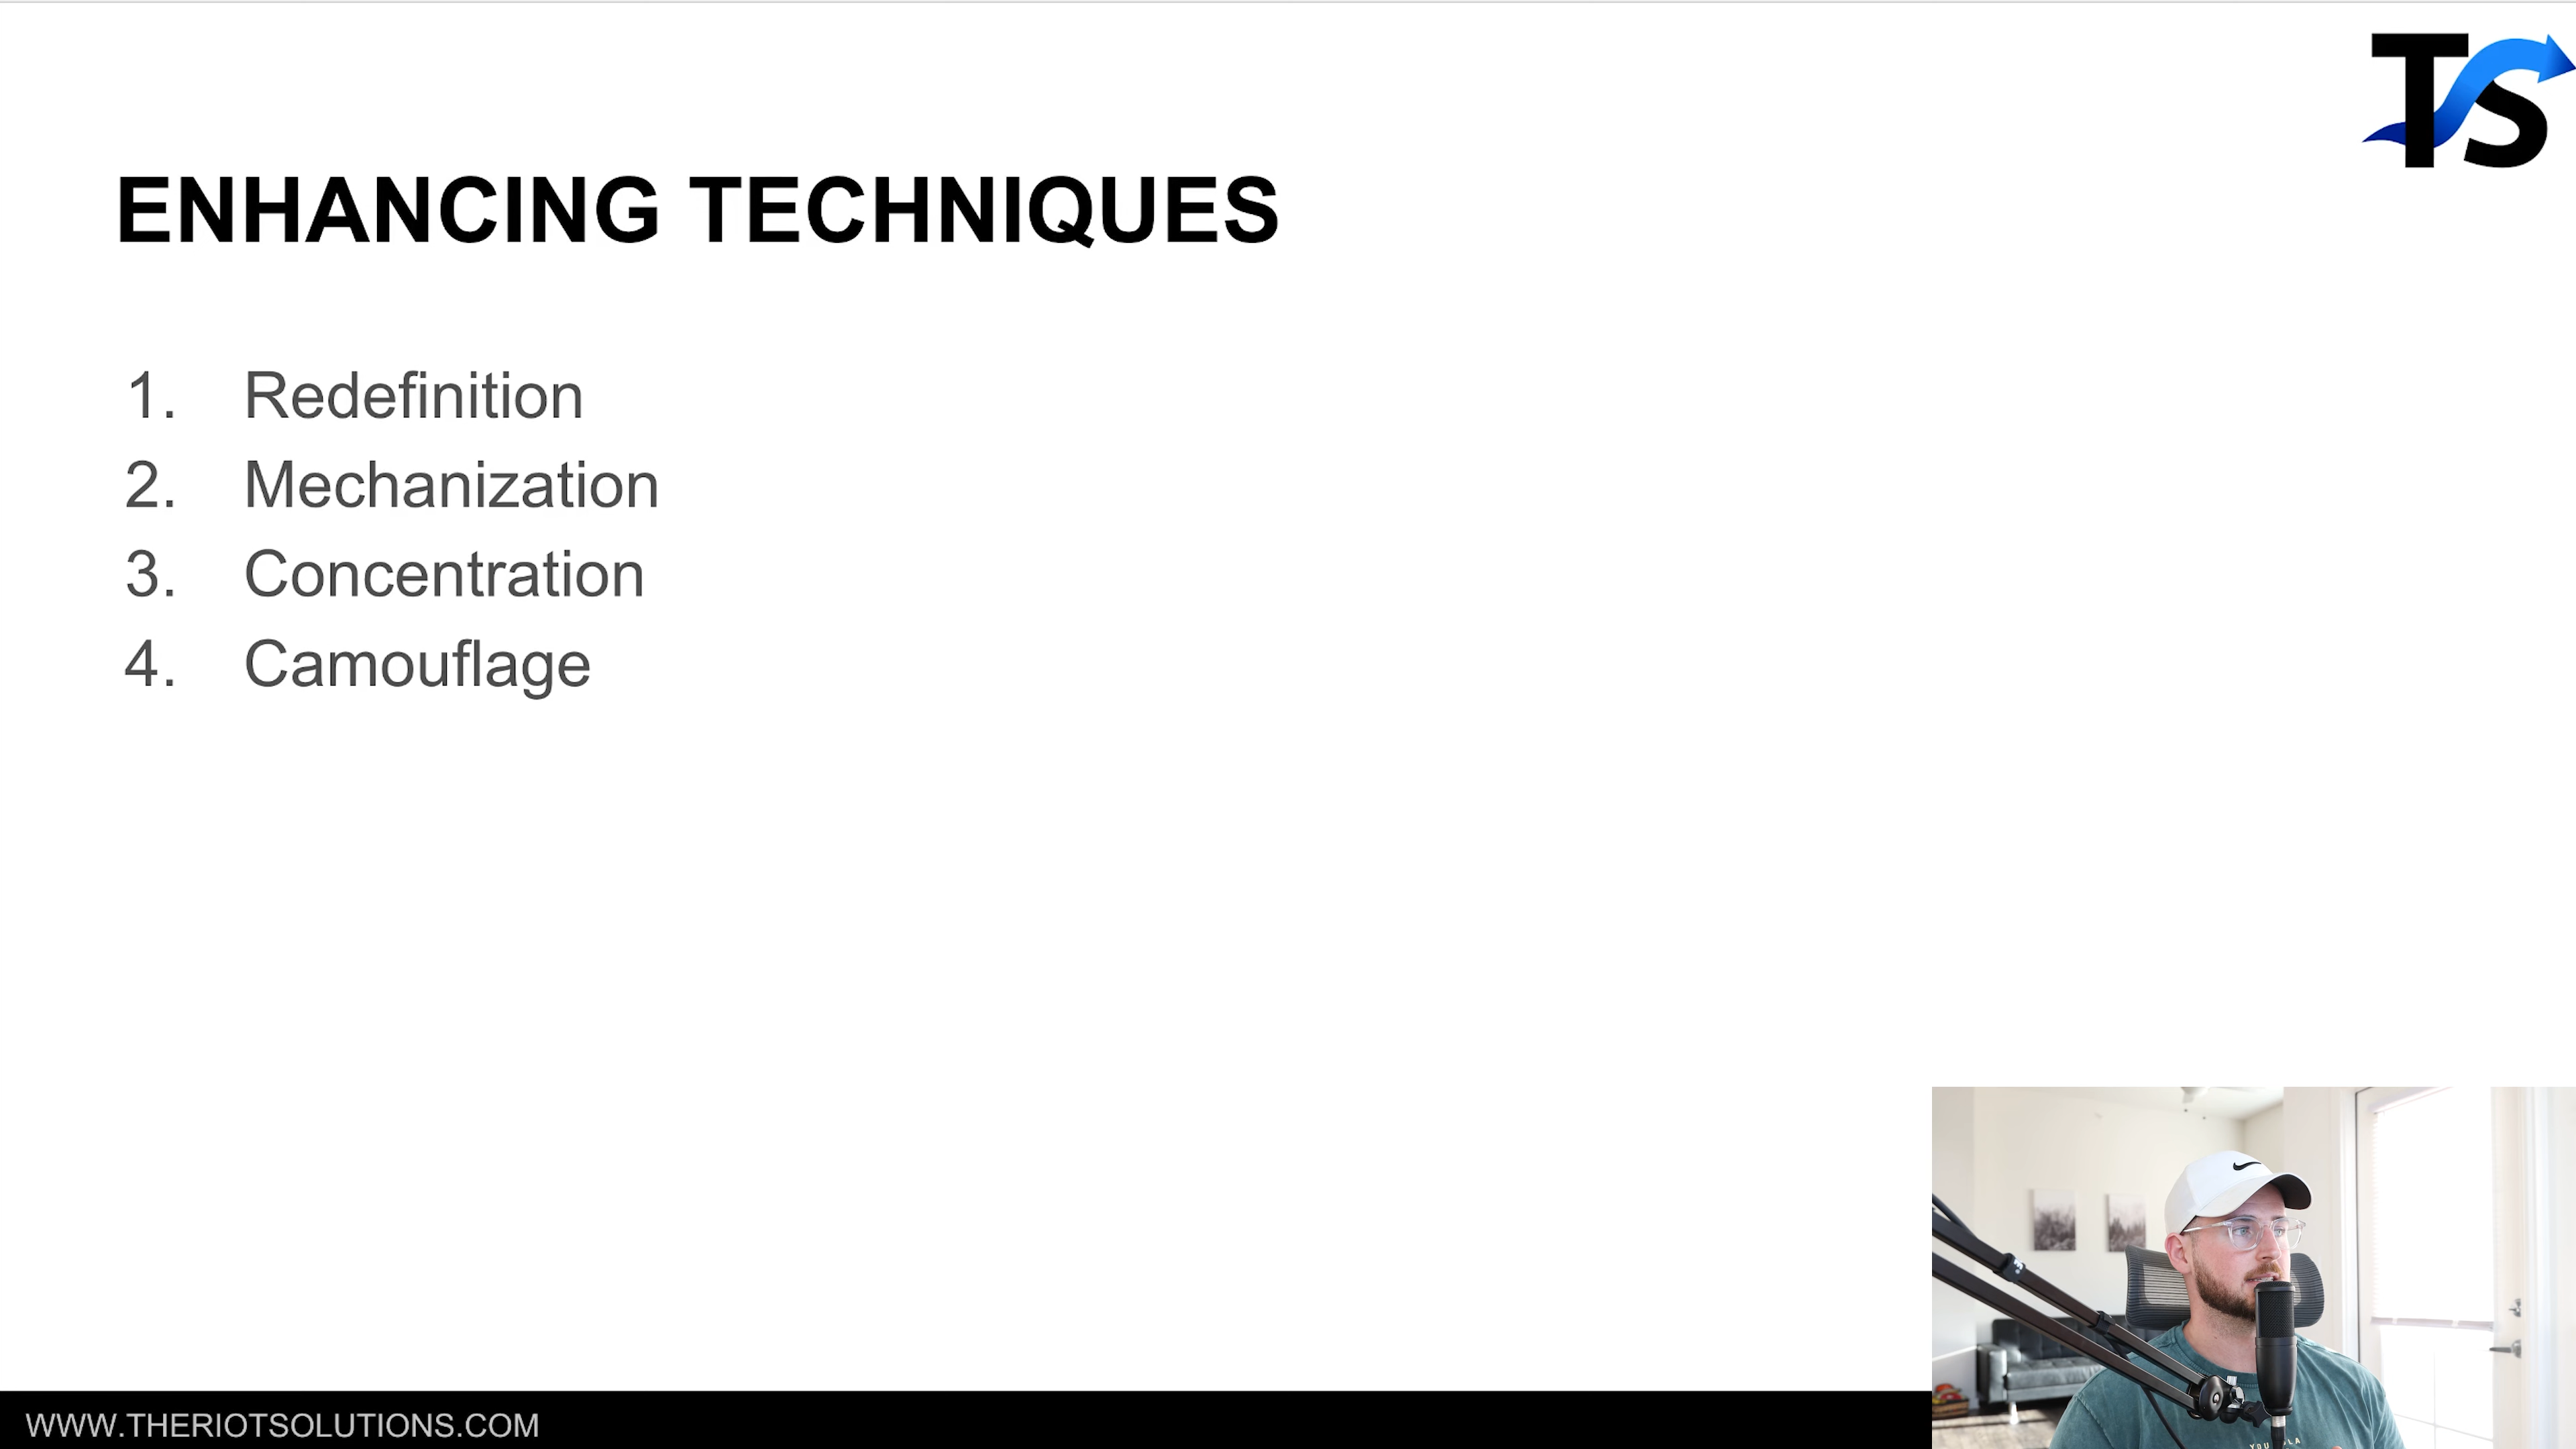 TS
ENHANCING TECHNIQUES
1. Redefinition
2. Mechanization
3. Concentration
4. Camouflage
WWW.THERIOTSOLUTIONS.COM